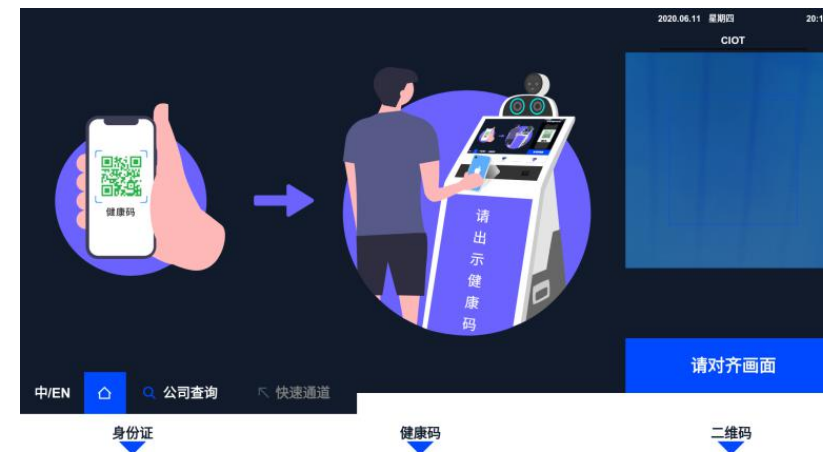 2020.06.11 星期四 20:1
CIOT
健康码
请出示健康码
请对齐画面
中/EN
公司查询
快速通道
身份证
健康码
二维码